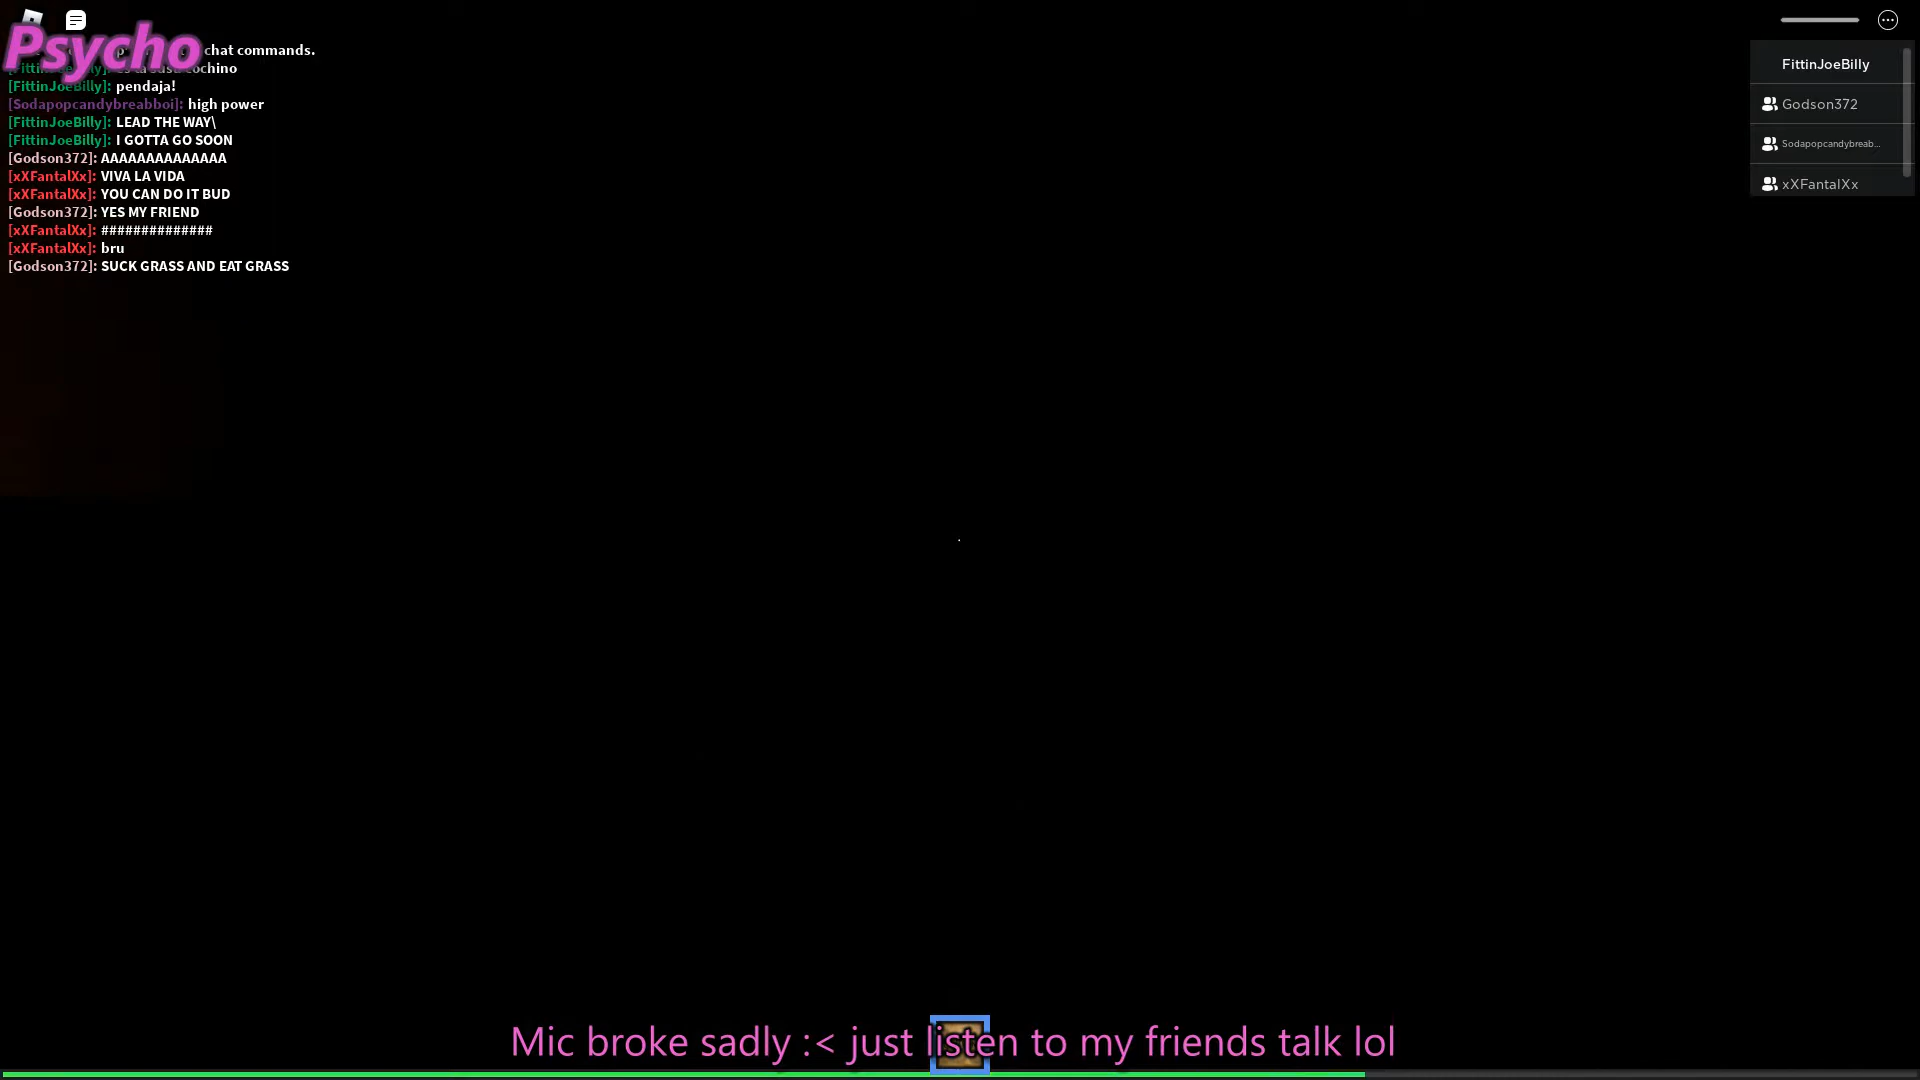 Psycho
chat commands.
cochino
[FittinJoeBilly]: pendaja!
[Sodapopcandybreabboi]: high power
[FittinJoeBilly]: LEAD THE WAY\
[FittinJoeBilly]: I GOTTA GO SOON
[Godson372]: AAAAAAAAAAAAAA
[xXFantalXx]: VIVA LA VIDA
[xXFantalXx]: YOU CAN DO IT BUD
[Godson372]: YES MY FRIEND
[xXFantalXx]: ##############
[xXFantalXx]: bru
[Godson372]: SUCK GRASS AND EAT GRASS
FittinJoeBilly
Godson372
Sodapopcandybreab...
xXFantalXx
Mic broke sadly :< just listen to my friends talk lol